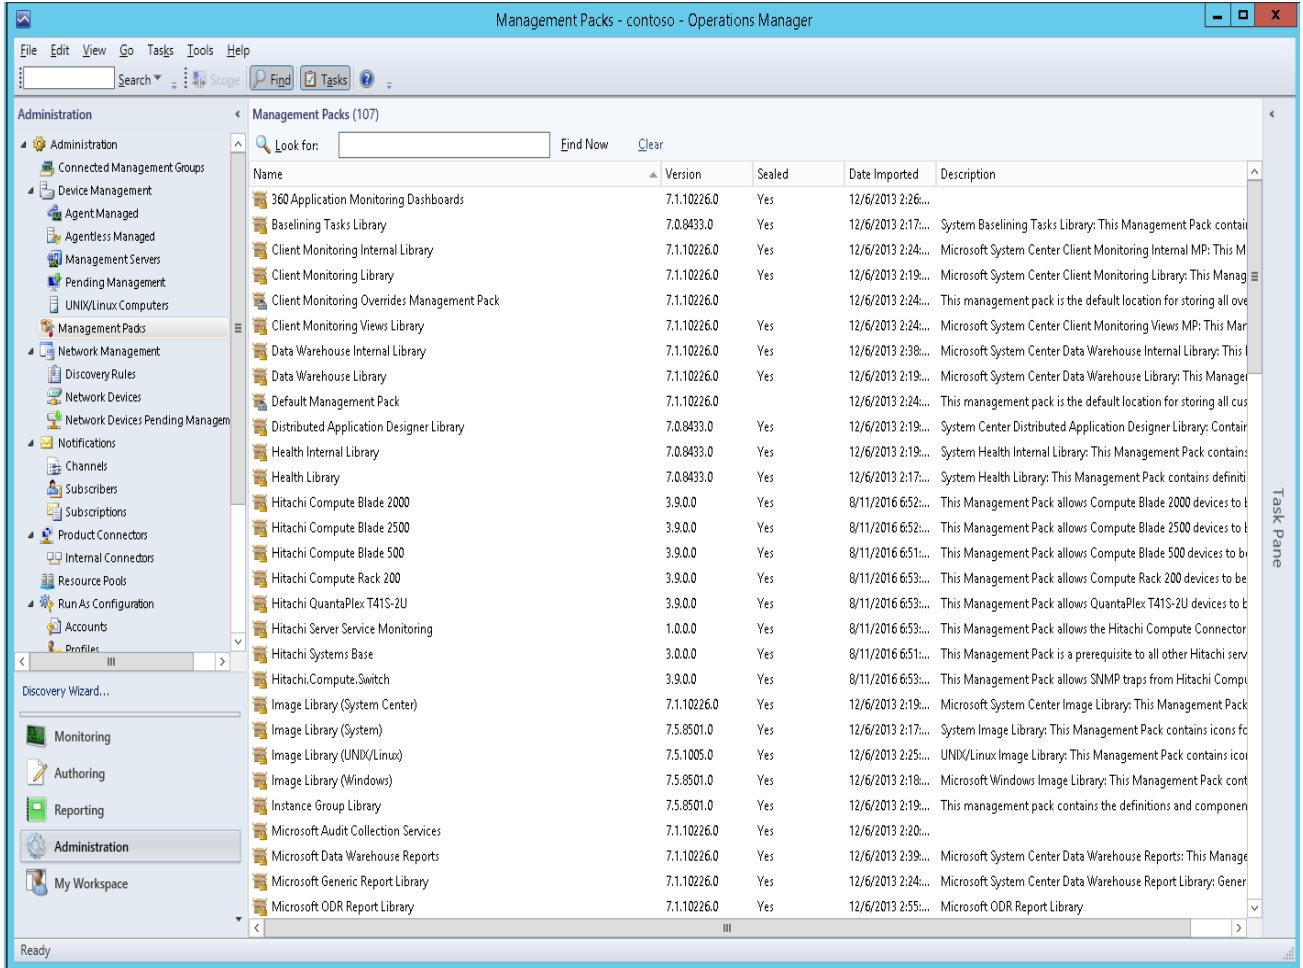 Management Packs - contoso - Operations Manager
File Edit View Go Tasks Tools Help
Search Scope Find Tasks
Administration
Administration
Connected Management Groups
Device Management
Agent Managed
Agentless Managed
Management Servers
Pending Management
UNIX/Linux Computers
Management Packs
Network Management
Discovery Rules
Network Devices
Network Devices Pending Managem
Notifications
Channels
Subscribers
Subscriptions
Product Connectors
Internal Connectors
Resource Pools
Run As Configuration
Accounts
Profiles
Discovery Wizard...
Monitoring
Authoring
Reporting
Administration
My Workspace
Management Packs (107)
Look for: Find Now Clear
Name Version Sealed Date Imported Description
360 Application Monitoring Dashboards 7.1.10226.0 Yes 12/6/2013 2:26:...
Baselining Tasks Library 7.0.8433.0 Yes 12/6/2013 2:17:... System Baselining Tasks Library: This Management Pack contai
Client Monitoring Internal Library 7.1.10226.0 Yes 12/6/2013 2:24:... Microsoft System Center Client Monitoring Internal MP: This M
Client Monitoring Library 7.1.10226.0 Yes 12/6/2013 2:19:... Microsoft System Center Client Monitoring Library: This Manag
Client Monitoring Overrides Management Pack 7.1.10226.0 12/6/2013 2:24:... This management pack is the default location for storing all ove
Client Monitoring Views Library 7.1.10226.0 Yes 12/6/2013 2:24:... Microsoft System Center Client Monitoring Views MP: This Mar
Data Warehouse Internal Library 7.1.10226.0 Yes 12/6/2013 2:38:... Microsoft System Center Data Warehouse Internal Library: This
Data Warehouse Library 7.1.10226.0 Yes 12/6/2013 2:19:... Microsoft System Center Data Warehouse Library: This Manager
Default Management Pack 7.1.10226.0 12/6/2013 2:24:... This management pack is the default location for storing all cus
Distributed Application Designer Library 7.0.8433.0 Yes 12/6/2013 2:19:... System Center Distributed Application Designer Library: Contair
Health Internal Library 7.0.8433.0 Yes 12/6/2013 2:19:... System Health Internal Library: This Management Pack contains
Health Library 7.0.8433.0 Yes 12/6/2013 2:17:... System Health Library: This Management Pack contains definiti
Hitachi Compute Blade 2000 3.9.0.0 Yes 8/11/2016 6:52:... This Management Pack allows Compute Blade 2000 devices to b
Hitachi Compute Blade 2500 3.9.0.0 Yes 8/11/2016 6:52:... This Management Pack allows Compute Blade 2500 devices to b
Hitachi Compute Blade 500 3.9.0.0 Yes 8/11/2016 6:51:... This Management Pack allows Compute Blade 500 devices to be
Hitachi Compute Rack 200 3.9.0.0 Yes 8/11/2016 6:53:... This Management Pack allows Compute Rack 200 devices to be
Hitachi QuantaPlex T41S-2U 3.9.0.0 Yes 8/11/2016 6:53:... This Management Pack allows QuantaPlex T41S-2U devices to b
Hitachi Server Service Monitoring 1.0.0.0 Yes 8/11/2016 6:53:... This Management Pack allows the Hitachi Compute Connector
Hitachi Systems Base 3.0.0.0 Yes 8/11/2016 6:51:... This Management Pack is a prerequisite to all other Hitachi serv
Hitachi.Compute.Switch 3.9.0.0 Yes 8/11/2016 6:53:... This Management Pack allows SNMP traps from Hitachi Compu
Image Library (System Center) 7.1.10226.0 Yes 12/6/2013 2:19:... Microsoft System Center Image Library: This Management Pack
Image Library (System) 7.5.8501.0 Yes 12/6/2013 2:17:... System Image Library: This Management Pack contains icons fo
Image Library (UNIX/Linux) 7.5.1005.0 Yes 12/6/2013 2:25:... UNIX/Linux Image Library: This Management Pack contains icon
Image Library (Windows) 7.5.8501.0 Yes 12/6/2013 2:18:... Microsoft Windows Image Library: This Management Pack cont
Instance Group Library 7.5.8501.0 Yes 12/6/2013 2:19:... This management pack contains the definitions and componen
Microsoft Audit Collection Services 7.1.10226.0 Yes 12/6/2013 2:20:...
Microsoft Data Warehouse Reports 7.1.10226.0 Yes 12/6/2013 2:39:... Microsoft System Center Data Warehouse Reports: This Manage
Microsoft Generic Report Library 7.1.10226.0 Yes 12/6/2013 2:24:... Microsoft System Center Data Warehouse Report Library: Gener
Microsoft ODR Report Library 7.1.10226.0 Yes 12/6/2013 2:55:... Microsoft ODR Report Library
Task Pane
Ready